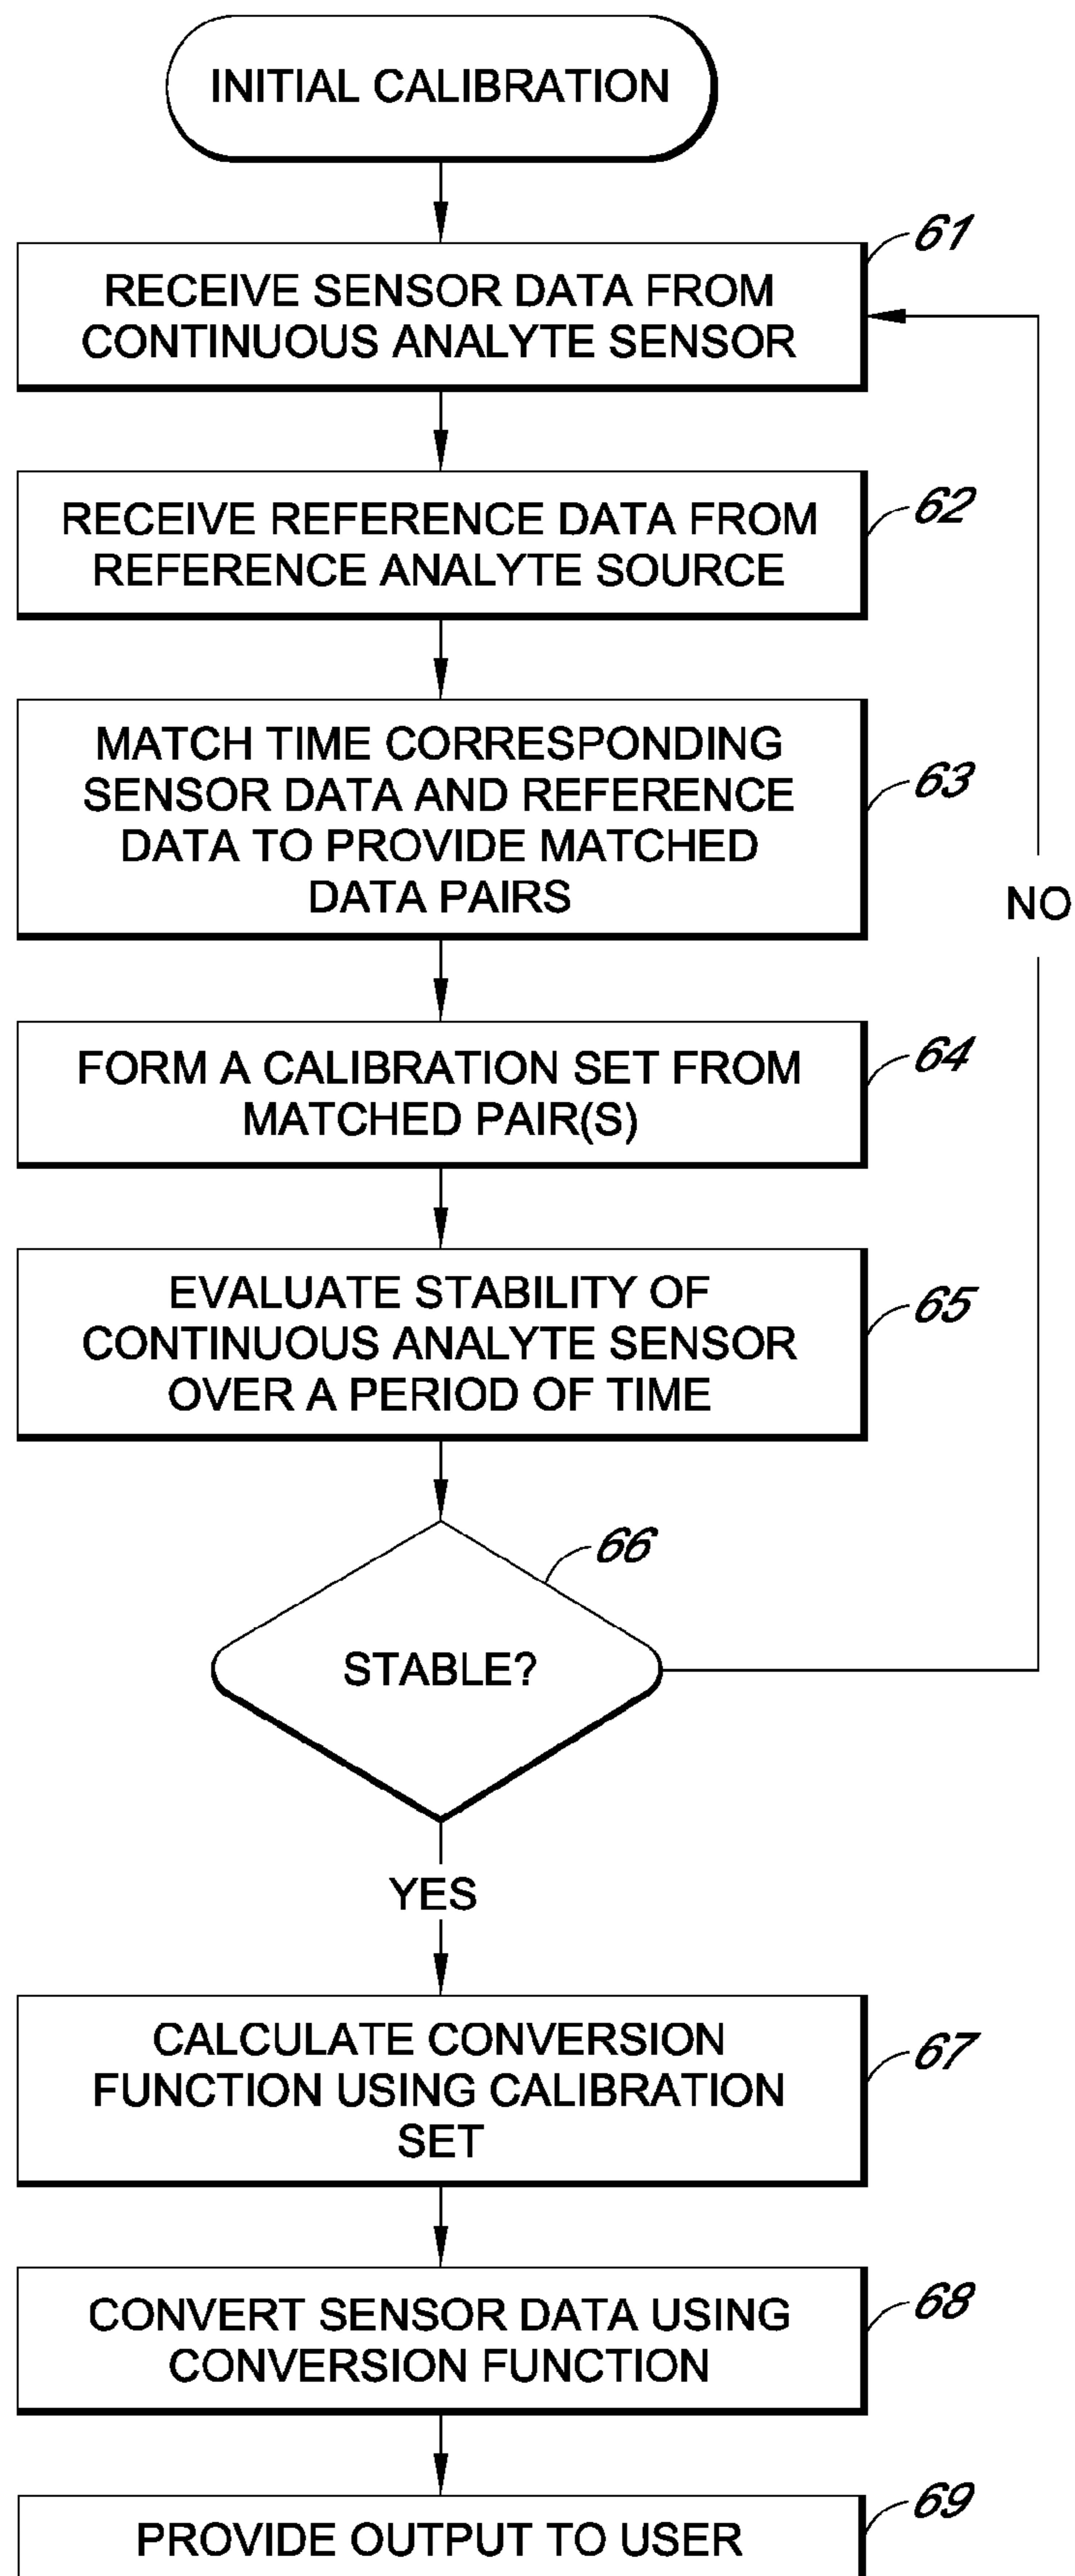 INITIAL CALIBRATION
61
RECEIVE SENSOR DATA FROM
CONTINUOUS ANALYTE SENSOR
62
RECEIVE REFERENCE DATA FROM
REFERENCE ANALYTE SOURCE
63
MATCH TIME CORRESPONDING
SENSOR DATA AND REFERENCE
DATA TO PROVIDE MATCHED
DATA PAIRS
NO
64
FORM A CALIBRATION SET FROM
MATCHED PAIR(S)
65
EVALUATE STABILITY OF
CONTINUOUS ANALYTE SENSOR
OVER A PERIOD OF TIME
66
STABLE?
YES
67
CALCULATE CONVERSION
FUNCTION USING CALIBRATION
SET
68
CONVERT SENSOR DATA USING
CONVERSION FUNCTION
69
PROVIDE OUTPUT TO USER